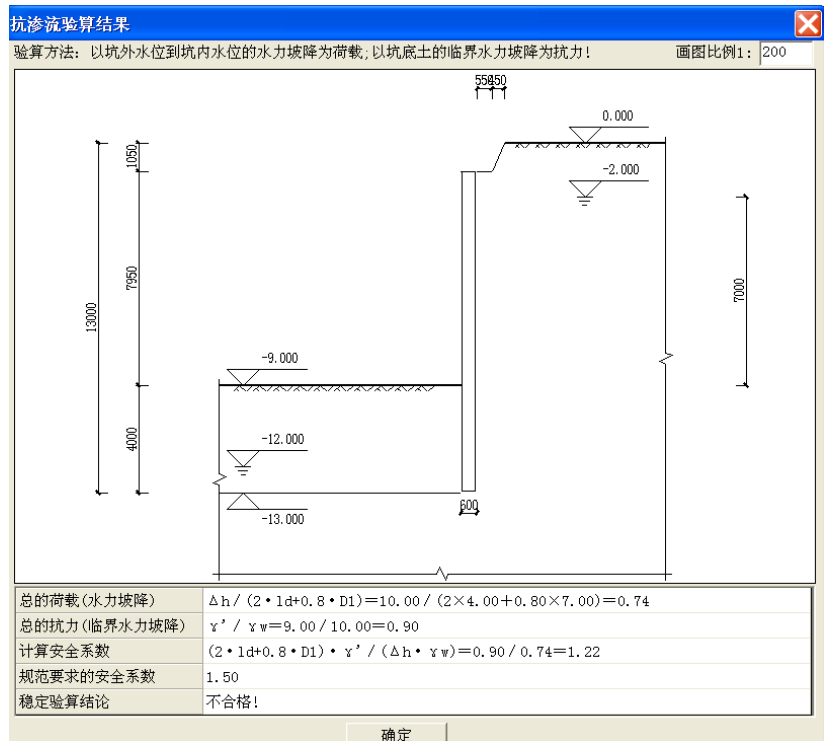 抗渗流验算结果
验算方法: 以坑外水位到坑内水位的水力坡降为荷载;以坑底土的临界水力坡降为抗力! 画图比例1: 200
550450
0.000
1050
-2.000
7950
7000
13000
-9.000
4000
-12.000
600
-13.000
总的荷载(水力坡降) Δh/(2•ld+0.8•D1)=10.00/(2×4.00+0.80×7.00)=0.74
总的抗力(临界水力坡降) γ'/γw=9.00/10.00=0.90
计算安全系数 (2•ld+0.8•D1)•γ'/(Δh•γw)=0.90/0.74=1.22
规范要求的安全系数 1.50
稳定验算结论 不合格!
确定